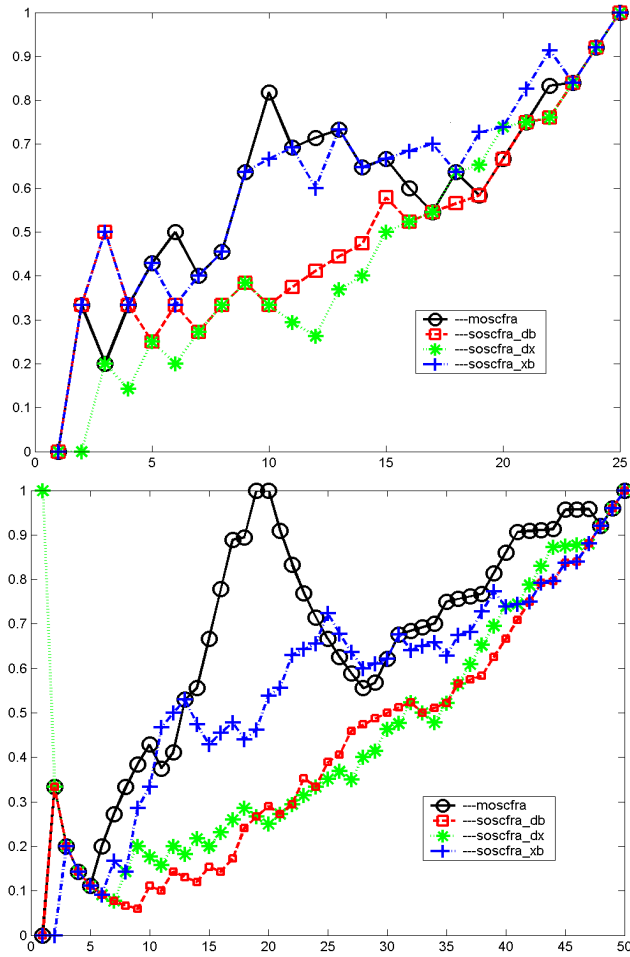 1
0.9
0.8
0.7
0.6
0.5
0.4
0.3
0.2
0.1
0
0 5 10 15 20 25
---moscfra
---soscfra_db
---soscfra_dx
---soscfra_xb
1
0.9
0.8
0.7
0.6
0.5
0.4
0.3
0.2
0.1
0
0 5 10 15 20 25 30 35 40 45 50
---moscfra
---soscfra_db
---soscfra_dx
---soscfra_xb